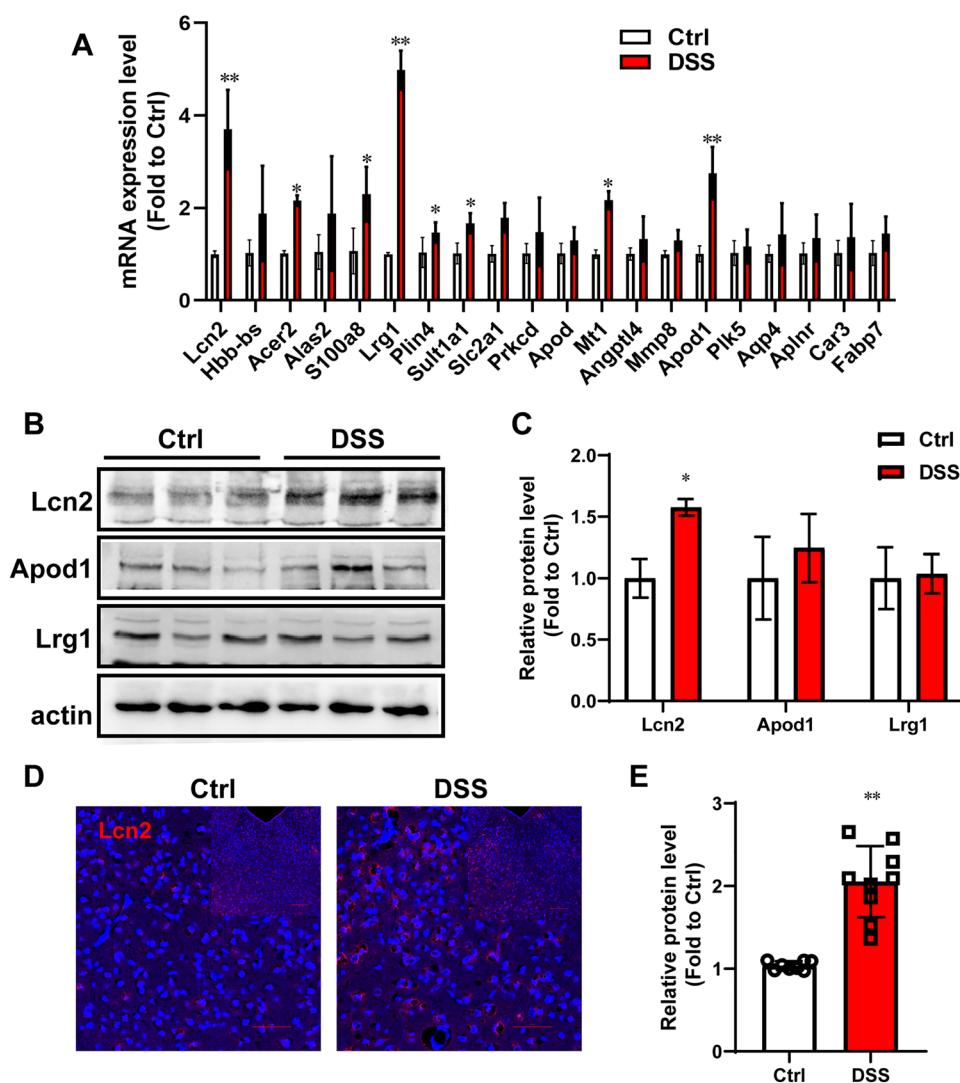 A
mRNA expression level
(Fold to Ctrl)
6
4
2
0
Ctrl
DSS
**
*
*
**
*
*
*
**
Lcn2
Hbb-bs
Acer2
Alas2
S100a8
Lrg1
Plin4
Sult1a1
Slc2a1
Prkcd
Apod
Mt1
Angptl4
Mmp8
Apod1
Plk5
Aqp4
Aplnr
Car3
Fabp7
B
Ctrl DSS
Lcn2
Apod1
Lrg1
actin
C
Ctrl
DSS
Relative protein level
(Fold to Ctrl)
2.0
1.5
1.0
0.5
0.0
*
Lcn2 Apod1 Lrg1
D
Ctrl DSS
Lcn2
E
Relative protein level
(Fold to Ctrl)
3
2
1
0
**
Ctrl DSS